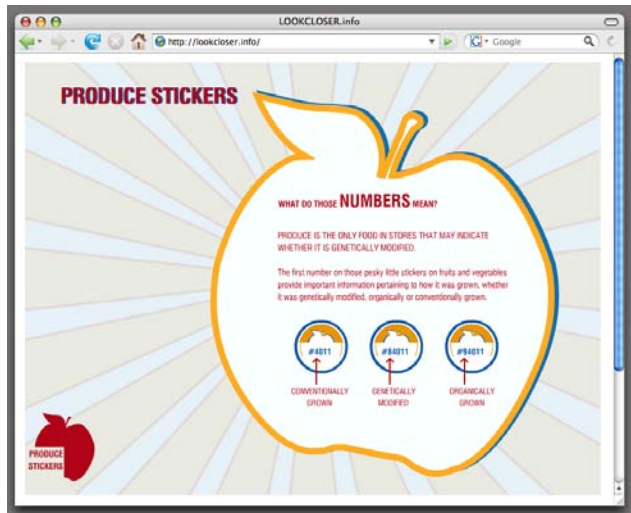 LOOKCLOSER.info
http://lookcloser.info/
Google
PRODUCE STICKERS
WHAT DO THOSE NUMBERS MEAN?
PRODUCE IS THE ONLY FOOD IN STORES THAT MAY INDICATE
WHETHER IT IS GENETICALLY MODIFIED.
The first number on those pesky little stickers on fruits and vegetables
provide important information pertaining to how it was grown, whether
it was genetically modified, organically or conventionally grown.
#4011 #84011 #94011
CONVENTIONALLY GENETICALLY ORGANICALLY
GROWN MODIFIED GROWN
PRODUCE
STICKERS